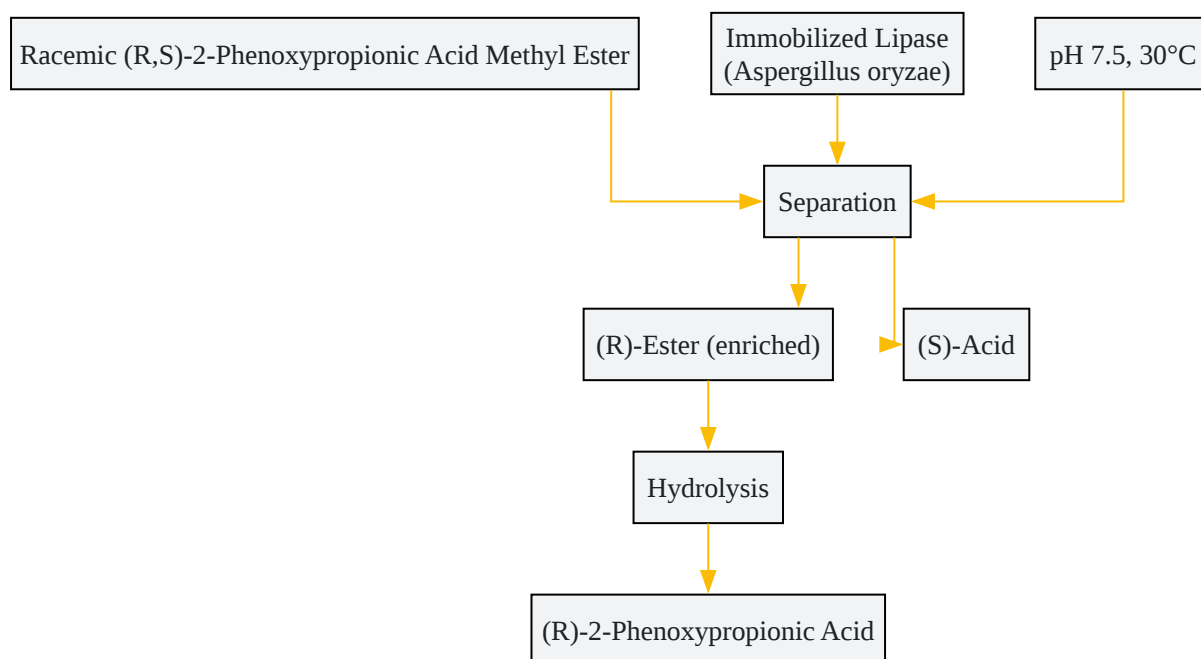 Racemic (R,S)-2-Phenoxypropionic Acid Methyl Ester
Immobilized Lipase
(Aspergillus oryzae)
pH 7.5, 30°C
Separation
(R)-Ester (enriched)
(S)-Acid
Hydrolysis
(R)-2-Phenoxypropionic Acid